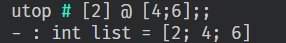 utop # [2] @ [4;6];;
- : int list = [2; 4; 6]